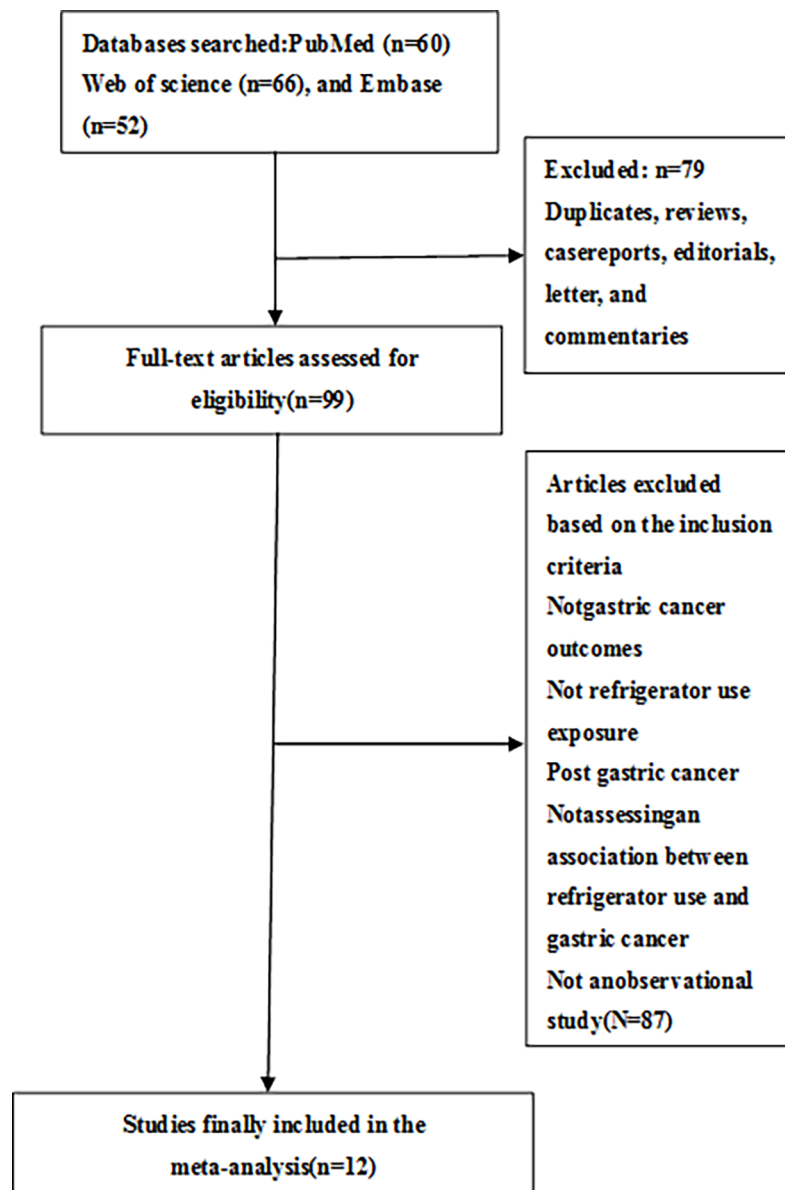 Databases searched:PubMed (n=60)
Web of science (n=66), and Embase
(n=52)
Excluded: n=79
Duplicates, reviews,
casereports, editorials,
letter, and
commentaries
Full-text articles assessed for
eligibility(n=99)
Articles excluded
based on the inclusion
criteria
Notgastric cancer
outcomes
Not refrigerator use
exposure
Post gastric cancer
Notassessingan
association between
refrigerator use and
gastric cancer
Not anobservational
study(N=87)
Studies finally included in the
meta-analysis(n=12)